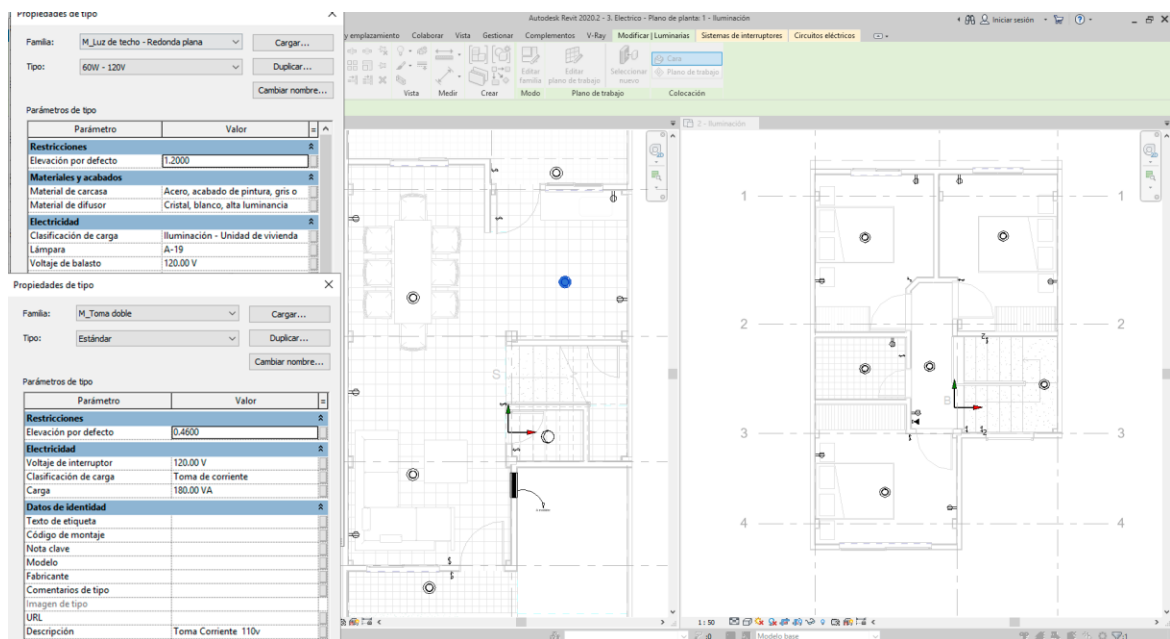 Propiedades de tipo
Familia: M_Luz de techo - Redonda plana Cargar...
Tipo: 60W - 120V Duplicar...
Cambiar nombre...
Parámetros de tipo
Parámetro Valor =
Restricciones
Elevación por defecto 1.2000
Materiales y acabados
Material de carcasa Acero, acabado de pintura, gris o
Material de difusor Cristal, blanco, alta luminancia
Electricidad
Clasificación de carga Iluminación - Unidad de vivienda
Lámpara A-19
Voltaje de balasto 120.00 V
Propiedades de tipo
Familia: M_Toma doble Cargar...
Tipo: Estándar Duplicar...
Cambiar nombre...
Parámetros de tipo
Parámetro Valor =
Restricciones
Elevación por defecto 0.4600
Electricidad
Voltaje de interruptor 120.00 V
Clasificación de carga Toma de corriente
Carga 180.00 VA
Datos de identidad
Texto de etiqueta
Código de montaje
Nota clave
Modelo
Fabricante
Comentarios de tipo
Imagen de tipo
URL
Descripción Toma Corriente 110v
Autodesk Revit 2020.2 - 3. Electrico - Plano de planta: 1 - Iluminación
Iniciar sesión
y emplazamiento Colaborar Vista Gestionar Complementos V-Ray Modificar | Luminarias Sistemas de interruptores Circuitos eléctricos
Editar familia
Editar plano de trabajo
Seleccionar nuevo
Cara
Plano de trabajo
Vista Medir Crear Modo Plano de trabajo Colocación
2 - Iluminación
1 1
2 2
S
B
3 3
4 4
1 : 50
:0 Modelo base
:1